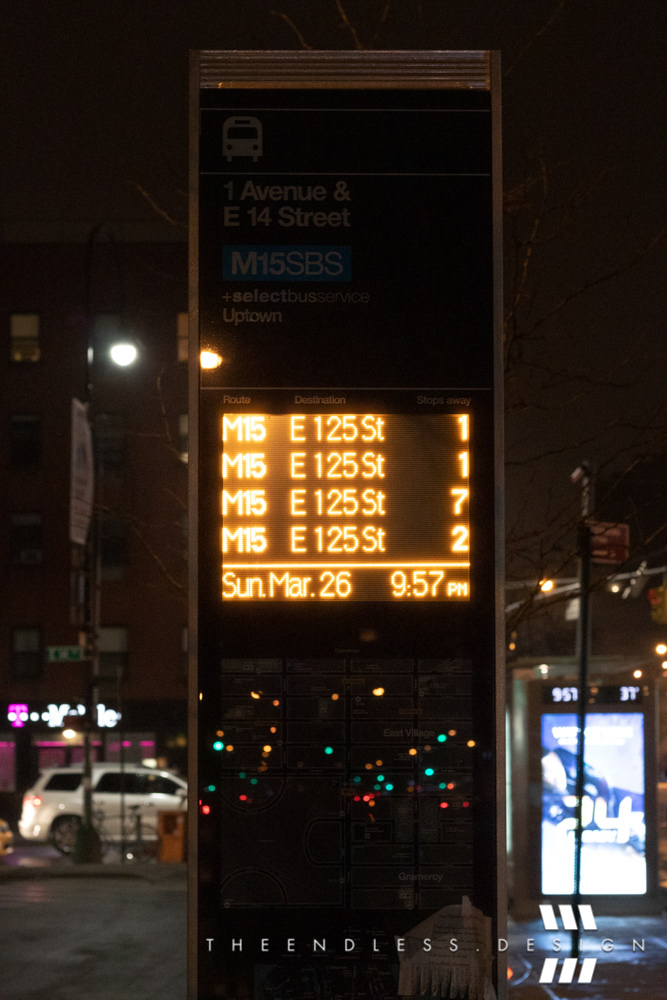 1 Avenue &
E 14 Street
M15SBS
+selectbusservice
Uptown
Route Destination Stops away
M15 E 125 St 1
M15 E 125 St 1
M15 E 125 St 7
M15 E 125 St 2
Sun. Mar. 26 9:57 PM
957 31°
East Village
Gramercy
THEENDLESS.DESIGN